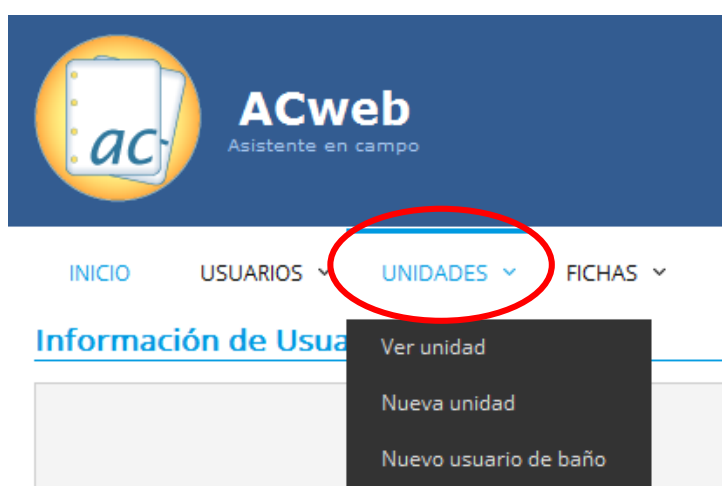 ac
ACweb
Asistente en campo
INICIO USUARIOS UNIDADES FICHAS
Información de Usua
Ver unidad
Nueva unidad
Nuevo usuario de baño